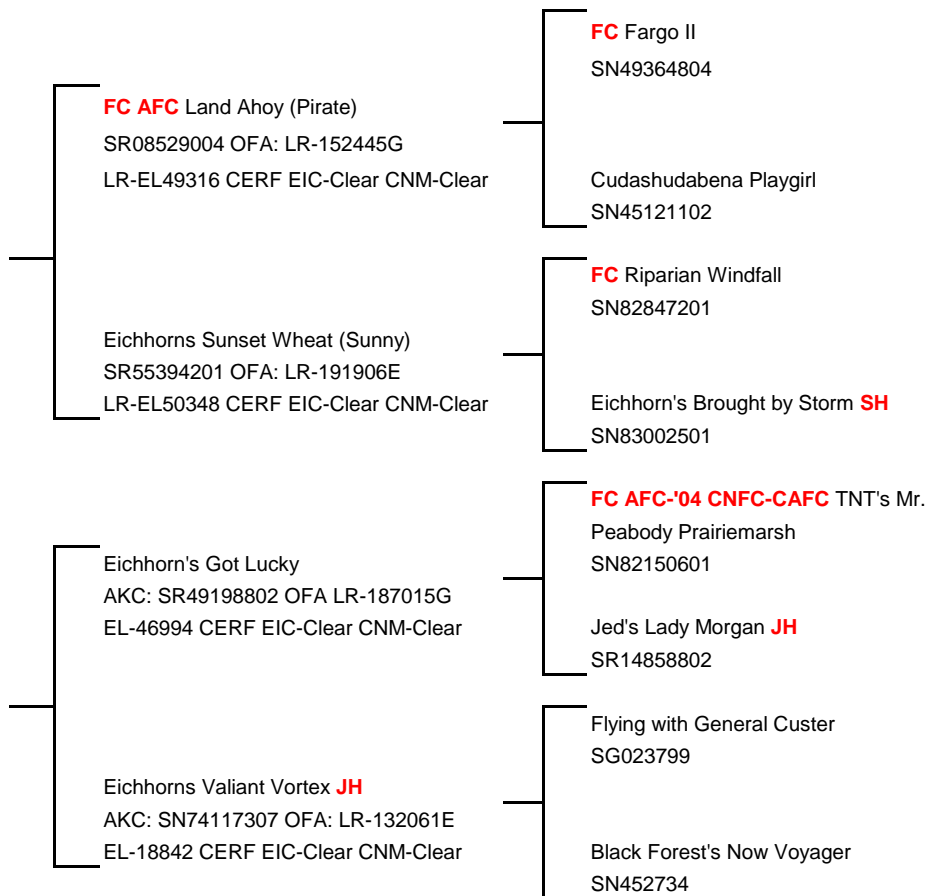 FC AFC Land Ahoy (Pirate)
SR08529004 OFA: LR-152445G
LR-EL49316 CERF EIC-Clear CNM-Clear
Eichhorns Sunset Wheat (Sunny)
SR55394201 OFA: LR-191906E
LR-EL50348 CERF EIC-Clear CNM-Clear
Eichhorn's Got Lucky
AKC: SR49198802 OFA LR-187015G
EL-46994 CERF EIC-Clear CNM-Clear
Eichhorns Valiant Vortex JH
AKC: SN74117307 OFA: LR-132061E
EL-18842 CERF EIC-Clear CNM-Clear
FC Fargo II
SN49364804
Cudashudabena Playgirl
SN45121102
FC Riparian Windfall
SN82847201
Eichhorn's Brought by Storm SH
SN83002501
FC AFC-'04 CNFC-CAFC TNT's Mr.
Peabody Prairiemarsh
SN82150601
Jed's Lady Morgan JH
SR14858802
Flying with General Custer
SG023799
Black Forest's Now Voyager
SN452734